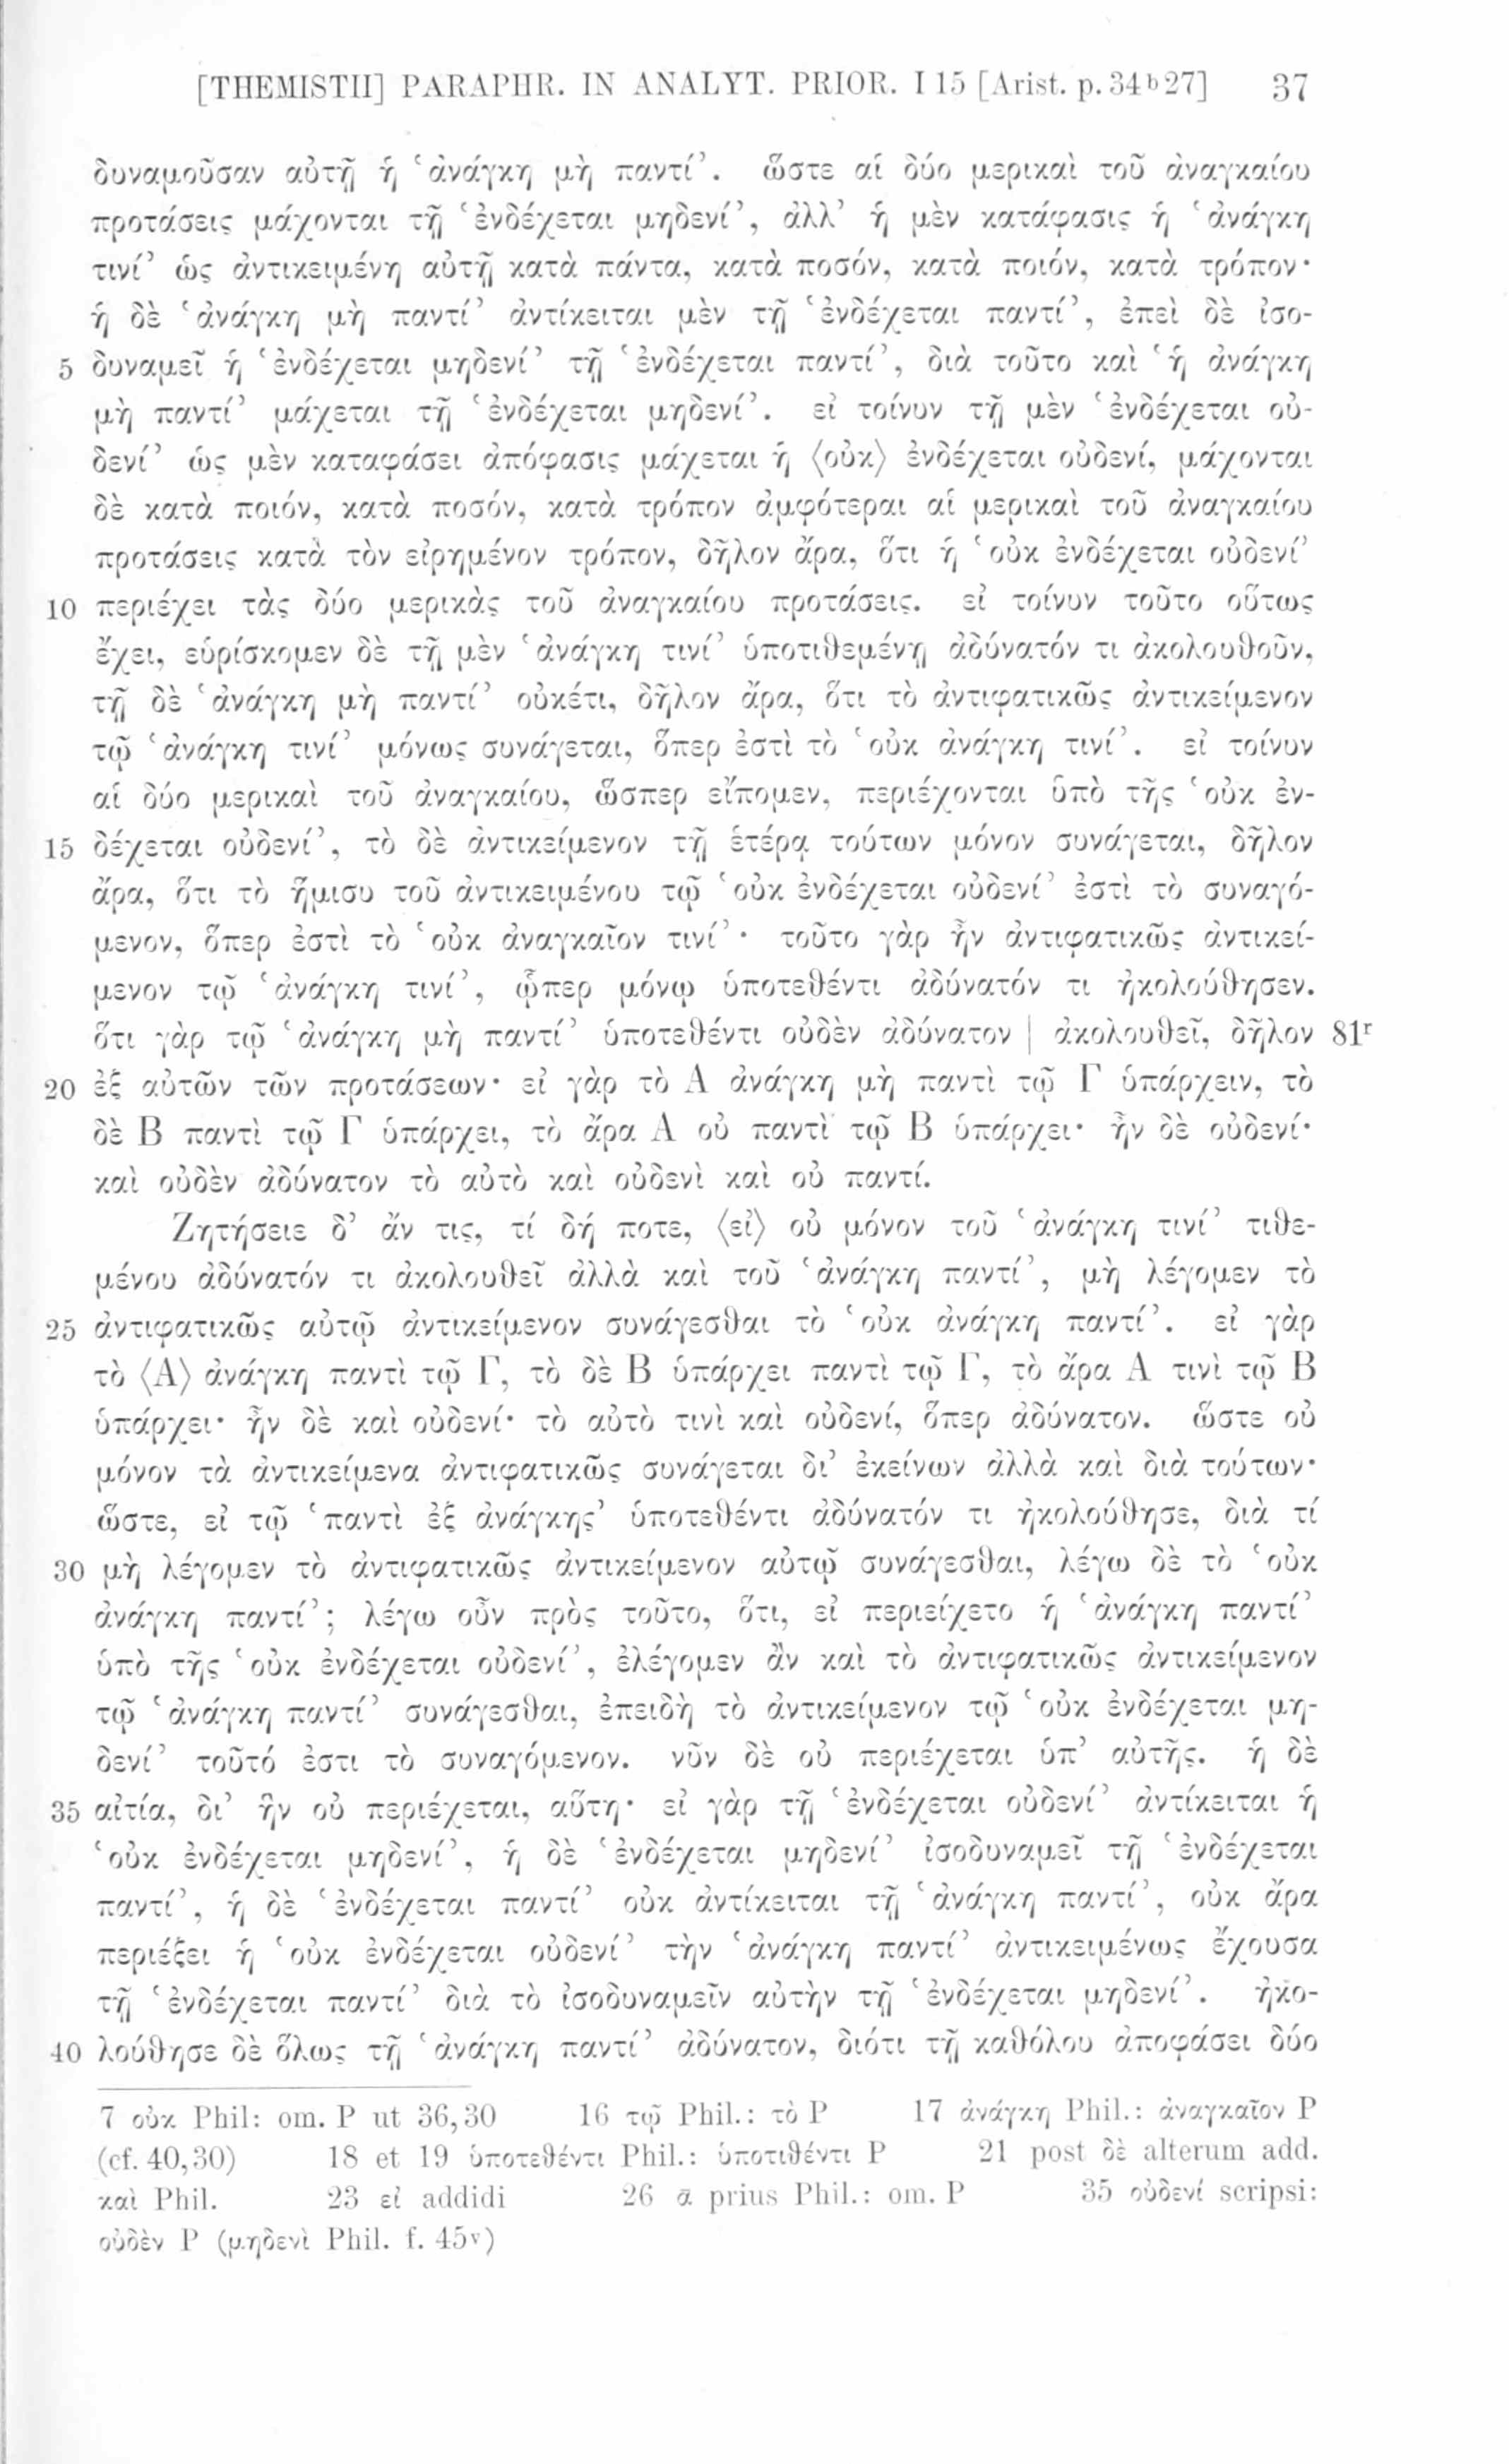 [THEMISTII] PARAPHR. IN ANALYT. PRIOR. I 15 [Arist. p. 34ᵇ27] 37
δυναμοῦσαν αὐτῇ ἡ ‘ἀνάγκη μὴ παντί’. ὥστε αἱ δύο μερικαὶ τοῦ ἀναγκαίου
προτάσεις μάχονται τῇ ‘ἐνδέχεται μηδενί’, ἀλλ’ ἡ μὲν κατάφασις ἡ ‘ἀνάγκη
τινί’ ὡς ἀντικειμένη αὐτῇ κατὰ πάντα, κατὰ ποσόν, κατὰ ποιόν, κατὰ τρόπον·
ἡ δὲ ‘ἀνάγκη μὴ παντί’ ἀντίκειται μὲν τῇ ‘ἐνδέχεται παντί’, ἐπεὶ δὲ ἰσο-
5 δυναμεῖ ἡ ‘ἐνδέχεται μηδενί’ τῇ ‘ἐνδέχεται παντί’, διὰ τοῦτο καὶ ‘ἡ ἀνάγκη
μὴ παντί’ μάχεται τῇ ‘ἐνδέχεται μηδενί’. εἰ τοίνυν τῇ μὲν ‘ἐνδέχεται οὐ-
δενί’ ὡς μὲν καταφάσει ἀπόφασις μάχεται ἡ ⟨οὐκ⟩ ἐνδέχεται οὐδενί, μάχονται
δὲ κατὰ ποιόν, κατὰ ποσόν, κατὰ τρόπον ἀμφότεραι αἱ μερικαὶ τοῦ ἀναγκαίου
προτάσεις κατὰ τὸν εἰρημένον τρόπον, δῆλον ἄρα, ὅτι ἡ ‘οὐκ ἐνδέχεται οὐδενί’
10 περιέχει τὰς δύο μερικὰς τοῦ ἀναγκαίου προτάσεις. εἰ τοίνυν τοῦτο οὕτως
ἔχει, εὑρίσκομεν δὲ τῇ μὲν ‘ἀνάγκη τινί’ ὑποτιθεμένῃ ἀδύνατόν τι ἀκολουθοῦν,
τῇ δὲ ‘ἀνάγκη μὴ παντί’ οὐκέτι, δῆλον ἄρα, ὅτι τὸ ἀντιφατικῶς ἀντικείμενον
τῷ ‘ἀνάγκη τινί’ μόνως συνάγεται, ὅπερ ἐστὶ τὸ ‘οὐκ ἀνάγκη τινί’. εἰ τοίνυν
αἱ δύο μερικαὶ τοῦ ἀναγκαίου, ὥσπερ εἴπομεν, περιέχονται ὑπὸ τῆς ‘οὐκ ἐν-
15 δέχεται οὐδενί’, τὸ δὲ ἀντικείμενον τῇ ἑτέρᾳ τούτων μόνον συνάγεται, δῆλον
ἄρα, ὅτι τὸ ἥμισυ τοῦ ἀντικειμένου τῷ ‘οὐκ ἐνδέχεται οὐδενί’ ἐστὶ τὸ συναγό-
μενον, ὅπερ ἐστὶ τὸ ‘οὐκ ἀναγκαῖον τινί’· τοῦτο γὰρ ἦν ἀντιφατικῶς ἀντικεί-
μενον τῷ ‘ἀνάγκη τινί’, ᾧπερ μόνῳ ὑποτεθέντι ἀδύνατόν τι ἠκολούθησεν.
ὅτι γὰρ τῷ ‘ἀνάγκη μὴ παντί’ ὑποτεθέντι οὐδὲν ἀδύνατον | ἀκολουθεῖ, δῆλον 81ʳ
20 ἐξ αὐτῶν τῶν προτάσεων· εἰ γὰρ τὸ Α ἀνάγκη μὴ παντὶ τῷ Γ ὑπάρχειν, τὸ
δὲ Β παντὶ τῷ Γ ὑπάρχει, τὸ ἄρα Α οὐ παντὶ τῷ Β ὑπάρχει· ἦν δὲ οὐδενί·
καὶ οὐδὲν ἀδύνατον τὸ αὐτὸ καὶ οὐδενὶ καὶ οὐ παντί.
Ζητήσειε δ’ ἄν τις, τί δή ποτε, ⟨εἰ⟩ οὐ μόνον τοῦ ‘ἀνάγκη τινί’ τιθε-
μένου ἀδύνατόν τι ἀκολουθεῖ ἀλλὰ καὶ τοῦ ‘ἀνάγκη παντί’, μὴ λέγομεν τὸ
25 ἀντιφατικῶς αὐτῷ ἀντικείμενον συνάγεσθαι τὸ ‘οὐκ ἀνάγκη παντί’. εἰ γὰρ
τὸ ⟨Α⟩ ἀνάγκη παντὶ τῷ Γ, τὸ δὲ Β ὑπάρχει παντὶ τῷ Γ, τὸ ἄρα Α τινὶ τῷ Β
ὑπάρχει· ἦν δὲ καὶ οὐδενί· τὸ αὐτὸ τινὶ καὶ οὐδενί, ὅπερ ἀδύνατον. ὥστε οὐ
μόνον τὰ ἀντικείμενα ἀντιφατικῶς συνάγεται δι’ ἐκείνων ἀλλὰ καὶ διὰ τούτων·
ὥστε, εἰ τῷ ‘παντὶ ἐξ ἀνάγκης’ ὑποτεθέντι ἀδύνατόν τι ἠκολούθησε, διὰ τί
30 μὴ λέγομεν τὸ ἀντιφατικῶς ἀντικείμενον αὐτῷ συνάγεσθαι, λέγω δὲ τὸ ‘οὐκ
ἀνάγκη παντί’; λέγω οὖν πρὸς τοῦτο, ὅτι, εἰ περιείχετο ἡ ‘ἀνάγκη παντί’
ὑπὸ τῆς ‘οὐκ ἐνδέχεται οὐδενί’, ἐλέγομεν ἂν καὶ τὸ ἀντιφατικῶς ἀντικείμενον
τῷ ‘ἀνάγκη παντί’ συνάγεσθαι, ἐπειδὴ τὸ ἀντικείμενον τῷ ‘οὐκ ἐνδέχεται μη-
δενί’ τοῦτό ἐστι τὸ συναγόμενον. νῦν δὲ οὐ περιέχεται ὑπ’ αὐτῆς. ἡ δὲ
35 αἰτία, δι’ ἣν οὐ περιέχεται, αὕτη· εἰ γὰρ τῇ ‘ἐνδέχεται οὐδενί’ ἀντίκειται ἡ
‘οὐκ ἐνδέχεται μηδενί’, ἡ δὲ ‘ἐνδέχεται μηδενί’ ἰσοδυναμεῖ τῇ ‘ἐνδέχεται
παντί’, ἡ δὲ ‘ἐνδέχεται παντί’ οὐκ ἀντίκειται τῇ ‘ἀνάγκη παντί’, οὐκ ἄρα
περιέξει ἡ ‘οὐκ ἐνδέχεται οὐδενί’ τὴν ‘ἀνάγκη παντί’ ἀντικειμένως ἔχουσα
τῇ ‘ἐνδέχεται παντί’ διὰ τὸ ἰσοδυναμεῖν αὐτὴν τῇ ‘ἐνδέχεται μηδενί’. ἠκο-
40 λούθησε δὲ ὅλως τῇ ‘ἀνάγκη παντί’ ἀδύνατον, διότι τῇ καθόλου ἀποφάσει δύο
7 οὐκ Phil: om. P ut 36,30 16 τῷ Phil.: τὸ P 17 ἀνάγκη Phil.: ἀναγκαῖον P
(cf. 40,30) 18 et 19 ὑποτεθέντι Phil.: ὑποτιθέντι P 21 post δὲ alterum add.
καὶ Phil. 23 εἰ addidi 26 ᾱ prius Phil.: om. P 35 οὐδενί scripsi:
οὐδὲν P (μηδενὶ Phil. f. 45ᵛ)